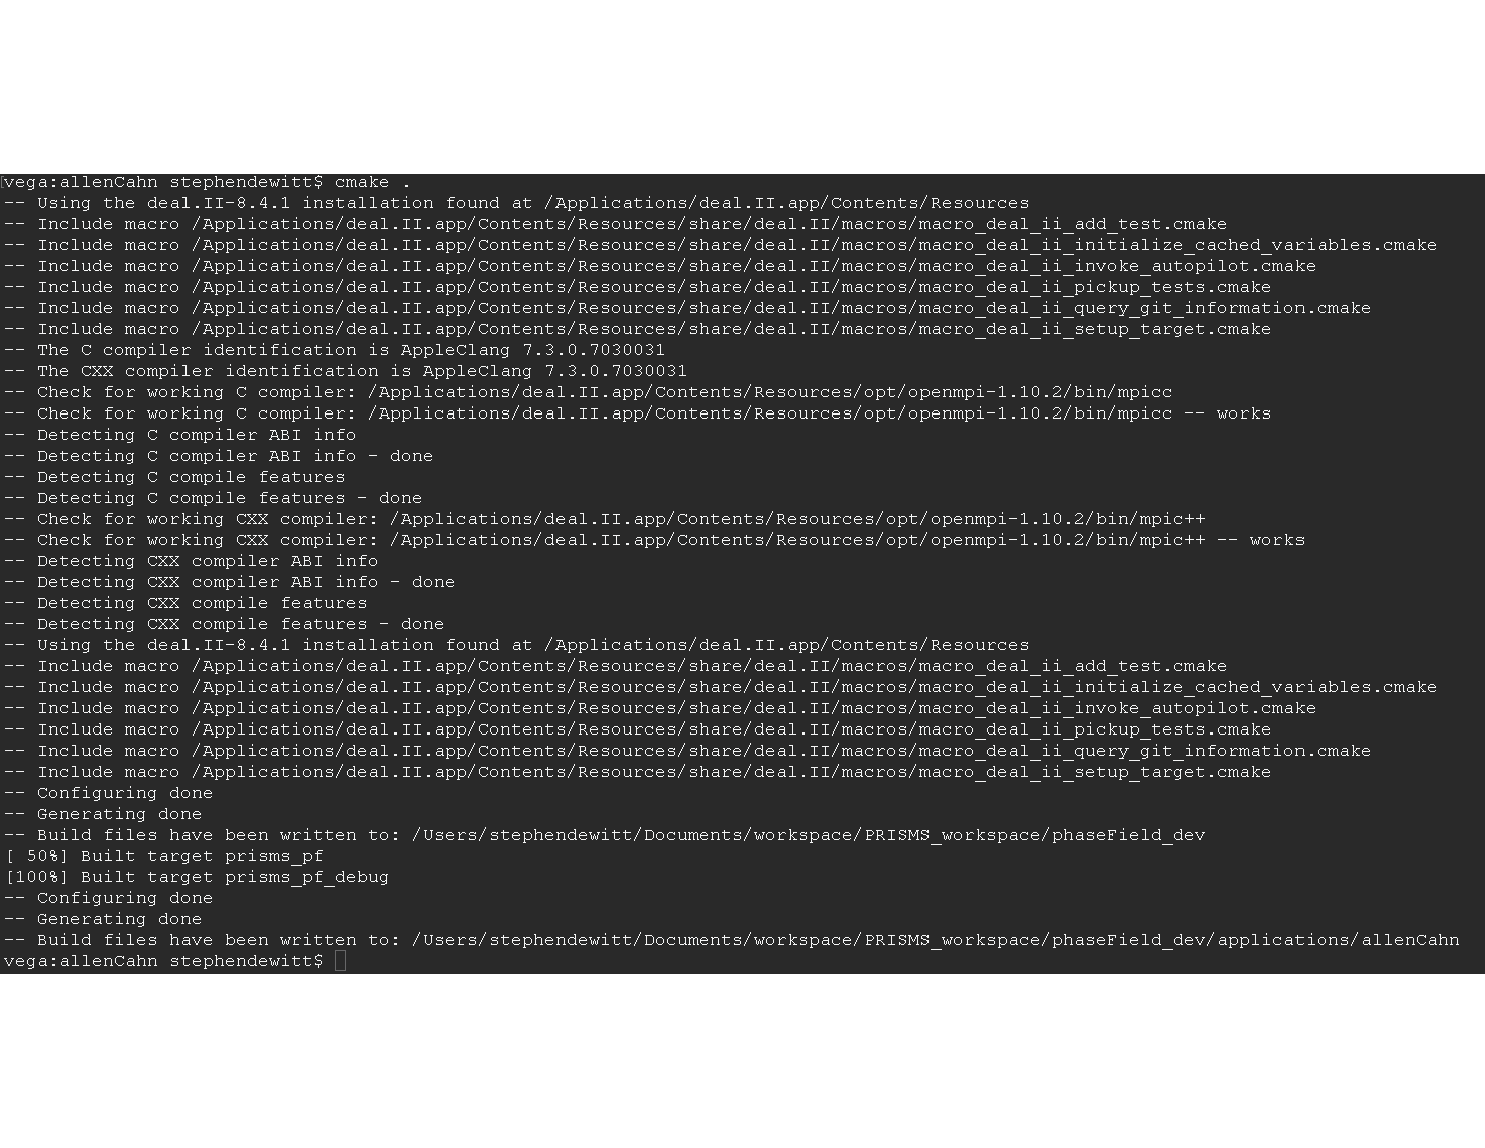 [vega:allenCahn stephendewitt$ cmake .
-- Using the deal.II-8.4.1 installation found at /Applications/deal.II.app/Contents/Resources
-- Include macro /Applications/deal.II.app/Contents/Resources/share/deal.II/macros/macro_deal_ii_add_test.cmake
-- Include macro /Applications/deal.II.app/Contents/Resources/share/deal.II/macros/macro_deal_ii_initialize_cached_variables.cmake
-- Include macro /Applications/deal.II.app/Contents/Resources/share/deal.II/macros/macro_deal_ii_invoke_autopilot.cmake
-- Include macro /Applications/deal.II.app/Contents/Resources/share/deal.II/macros/macro_deal_ii_pickup_tests.cmake
-- Include macro /Applications/deal.II.app/Contents/Resources/share/deal.II/macros/macro_deal_ii_query_git_information.cmake
-- Include macro /Applications/deal.II.app/Contents/Resources/share/deal.II/macros/macro_deal_ii_setup_target.cmake
-- The C compiler identification is AppleClang 7.3.0.7030031
-- The CXX compiler identification is AppleClang 7.3.0.7030031
-- Check for working C compiler: /Applications/deal.II.app/Contents/Resources/opt/openmpi-1.10.2/bin/mpicc
-- Check for working C compiler: /Applications/deal.II.app/Contents/Resources/opt/openmpi-1.10.2/bin/mpicc -- works
-- Detecting C compiler ABI info
-- Detecting C compiler ABI info - done
-- Detecting C compile features
-- Detecting C compile features - done
-- Check for working CXX compiler: /Applications/deal.II.app/Contents/Resources/opt/openmpi-1.10.2/bin/mpic++
-- Check for working CXX compiler: /Applications/deal.II.app/Contents/Resources/opt/openmpi-1.10.2/bin/mpic++ -- works
-- Detecting CXX compiler ABI info
-- Detecting CXX compiler ABI info - done
-- Detecting CXX compile features
-- Detecting CXX compile features - done
-- Using the deal.II-8.4.1 installation found at /Applications/deal.II.app/Contents/Resources
-- Include macro /Applications/deal.II.app/Contents/Resources/share/deal.II/macros/macro_deal_ii_add_test.cmake
-- Include macro /Applications/deal.II.app/Contents/Resources/share/deal.II/macros/macro_deal_ii_initialize_cached_variables.cmake
-- Include macro /Applications/deal.II.app/Contents/Resources/share/deal.II/macros/macro_deal_ii_invoke_autopilot.cmake
-- Include macro /Applications/deal.II.app/Contents/Resources/share/deal.II/macros/macro_deal_ii_pickup_tests.cmake
-- Include macro /Applications/deal.II.app/Contents/Resources/share/deal.II/macros/macro_deal_ii_query_git_information.cmake
-- Include macro /Applications/deal.II.app/Contents/Resources/share/deal.II/macros/macro_deal_ii_setup_target.cmake
-- Configuring done
-- Generating done
-- Build files have been written to: /Users/stephendewitt/Documents/workspace/PRISMS_workspace/phaseField_dev
[ 50%] Built target prisms_pf
[100%] Built target prisms_pf_debug
-- Configuring done
-- Generating done
-- Build files have been written to: /Users/stephendewitt/Documents/workspace/PRISMS_workspace/phaseField_dev/applications/allenCahn
vega:allenCahn stephendewitt$